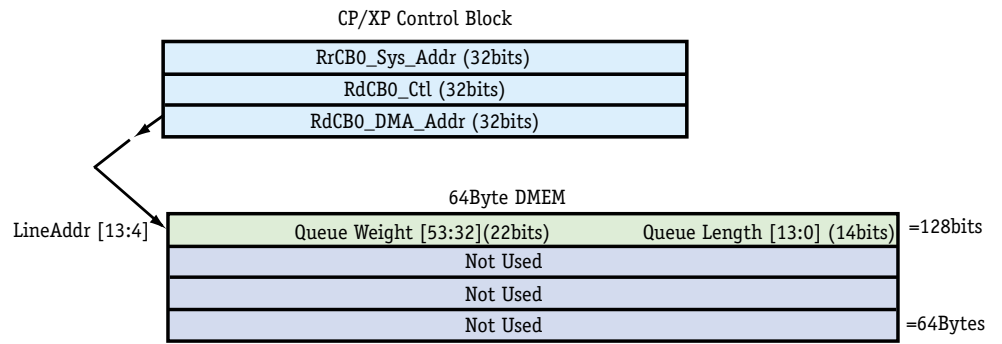 CP/XP Control Block
RrCB0_Sys_Addr (32bits)
RdCB0_Ctl (32bits)
RdCB0_DMA_Addr (32bits)
64Byte DMEM
LineAddr [13:4]
Queue Weight [53:32](22bits) Queue Length [13:0] (14bits)
=128bits
Not Used
Not Used
Not Used
=64Bytes